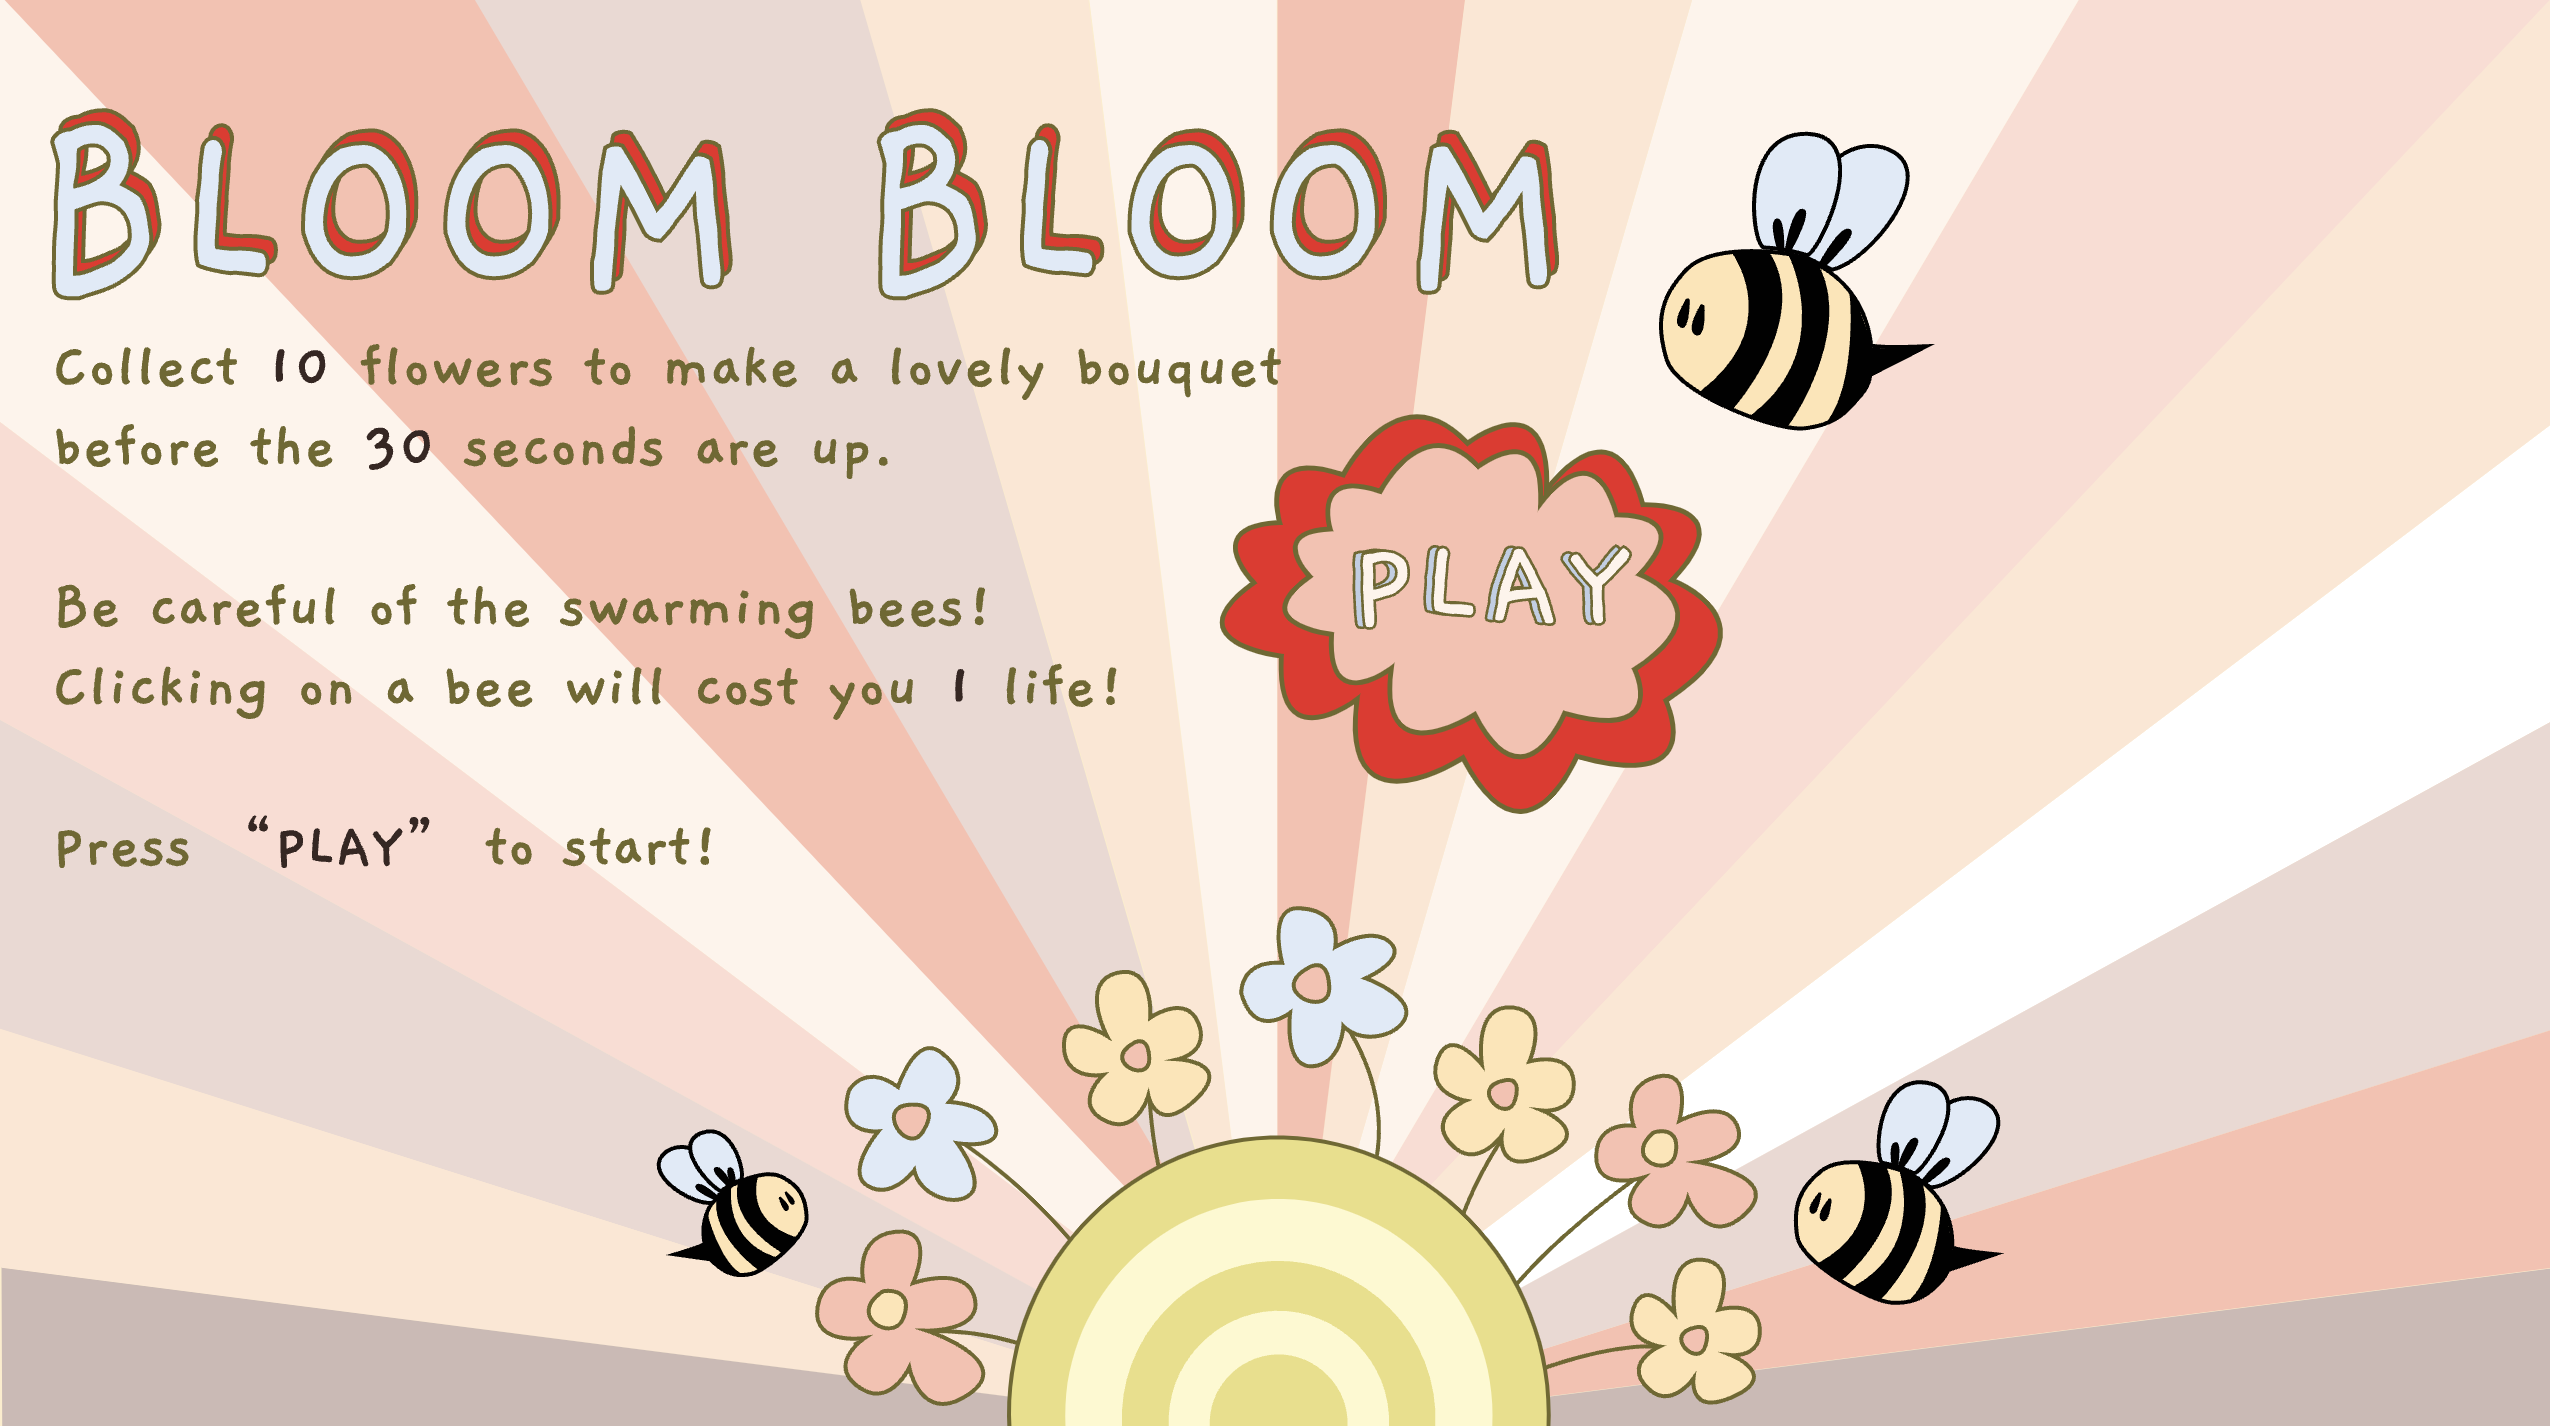 BLOOM BLOOM
Collect 10 flowers to make a lovely bouquet
before the 30 seconds are up.
Be careful of the swarming bees!
Clicking on a bee will cost you 1 life!
Press “PLAY” to start!
PLAY